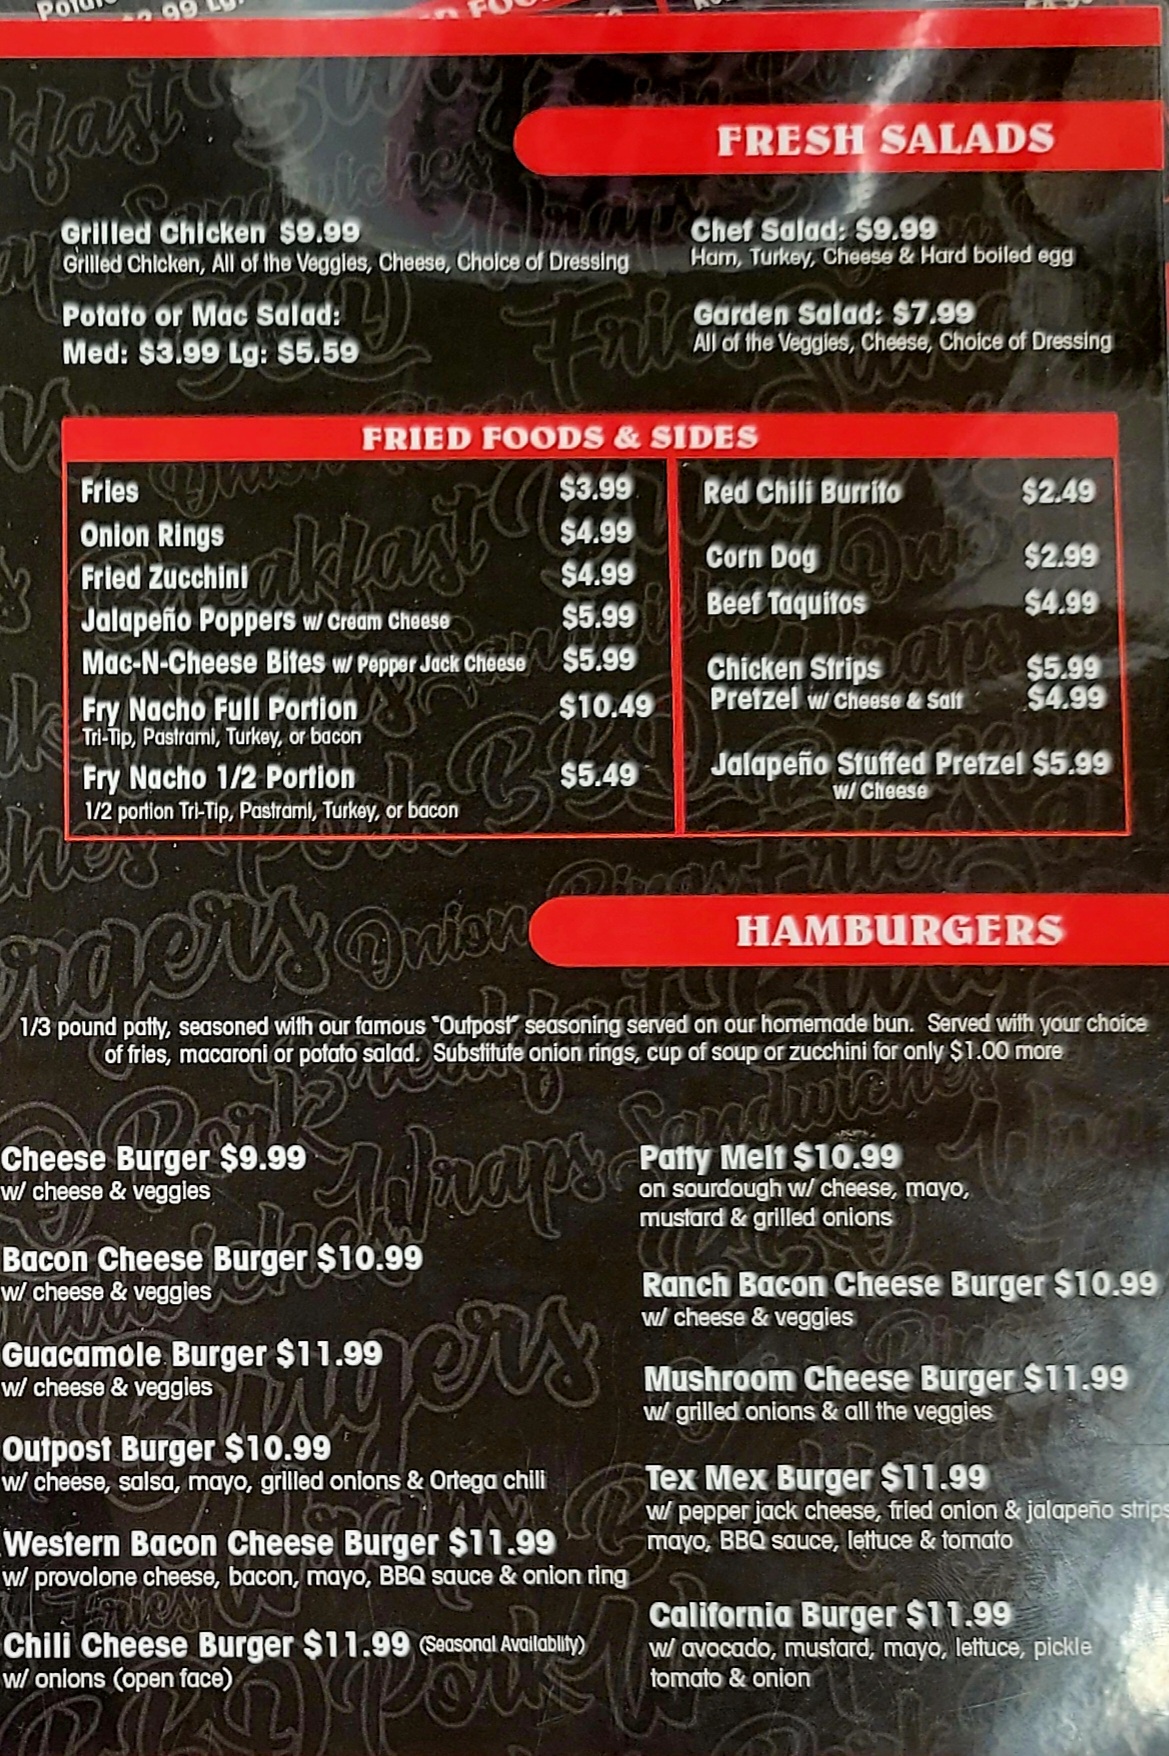 FRESH SALADS
Grilled Chicken $9.99
Grilled Chicken, All of the Veggies, Cheese, Choice of Dressing
Potato or Mac Salad:
Med: $3.99 Lg: $5.59
Chef Salad: $9.99
Ham, Turkey, Cheese & Hard boiled egg
Garden Salad: $7.99
All of the Veggies, Cheese, Choice of Dressing
FRIED FOODS & SIDES
Fries $3.99
Onion Rings $4.99
Fried Zucchini $4.99
Jalapeño Poppers w/ Cream Cheese $5.99
Mac-N-Cheese Bites w/ Pepper Jack Cheese $5.99
Fry Nacho Full Portion $10.49
Tri-Tip, Pastrami, Turkey, or bacon
Fry Nacho 1/2 Portion $5.49
1/2 portion Tri-Tip, Pastrami, Turkey, or bacon
Red Chili Burrito $2.49
Corn Dog $2.99
Beef Taquitos $4.99
Chicken Strips $5.99
Pretzel w/ Cheese & Salt $4.99
Jalapeño Stuffed Pretzel $5.99
w/ Cheese
HAMBURGERS
1/3 pound patty, seasoned with our famous "Outpost" seasoning served on our homemade bun. Served with your choice
of fries, macaroni or potato salad. Substitute onion rings, cup of soup or zucchini for only $1.00 more
Cheese Burger $9.99
w/ cheese & veggies
Bacon Cheese Burger $10.99
w/ cheese & veggies
Guacamole Burger $11.99
w/ cheese & veggies
Outpost Burger $10.99
w/ cheese, salsa, mayo, grilled onions & Ortega chili
Western Bacon Cheese Burger $11.99
w/ provolone cheese, bacon, mayo, BBQ sauce & onion ring
Chili Cheese Burger $11.99 (Seasonal Availablity)
w/ onions (open face)
Patty Melt $10.99
on sourdough w/ cheese, mayo,
mustard & grilled onions
Ranch Bacon Cheese Burger $10.99
w/ cheese & veggies
Mushroom Cheese Burger $11.99
w/ grilled onions & all the veggies
Tex Mex Burger $11.99
w/ pepper jack cheese, fried onion & jalapeño strips
mayo, BBQ sauce, lettuce & tomato
California Burger $11.99
w/ avocado, mustard, mayo, lettuce, pickle
tomato & onion